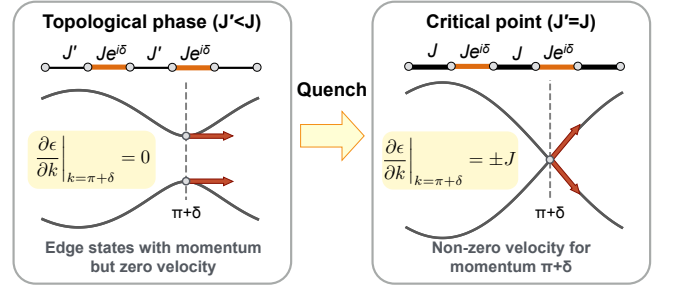 Topological phase (J′<J)
J′ Je^{iδ} J′ Je^{iδ}
∂ϵ/∂k|_{k=π+δ} = 0
π+δ
Edge states with momentum
but zero velocity
Quench
Critical point (J′=J)
J Je^{iδ} J Je^{iδ}
∂ϵ/∂k|_{k=π+δ} = ±J
π+δ
Non-zero velocity for
momentum π+δ